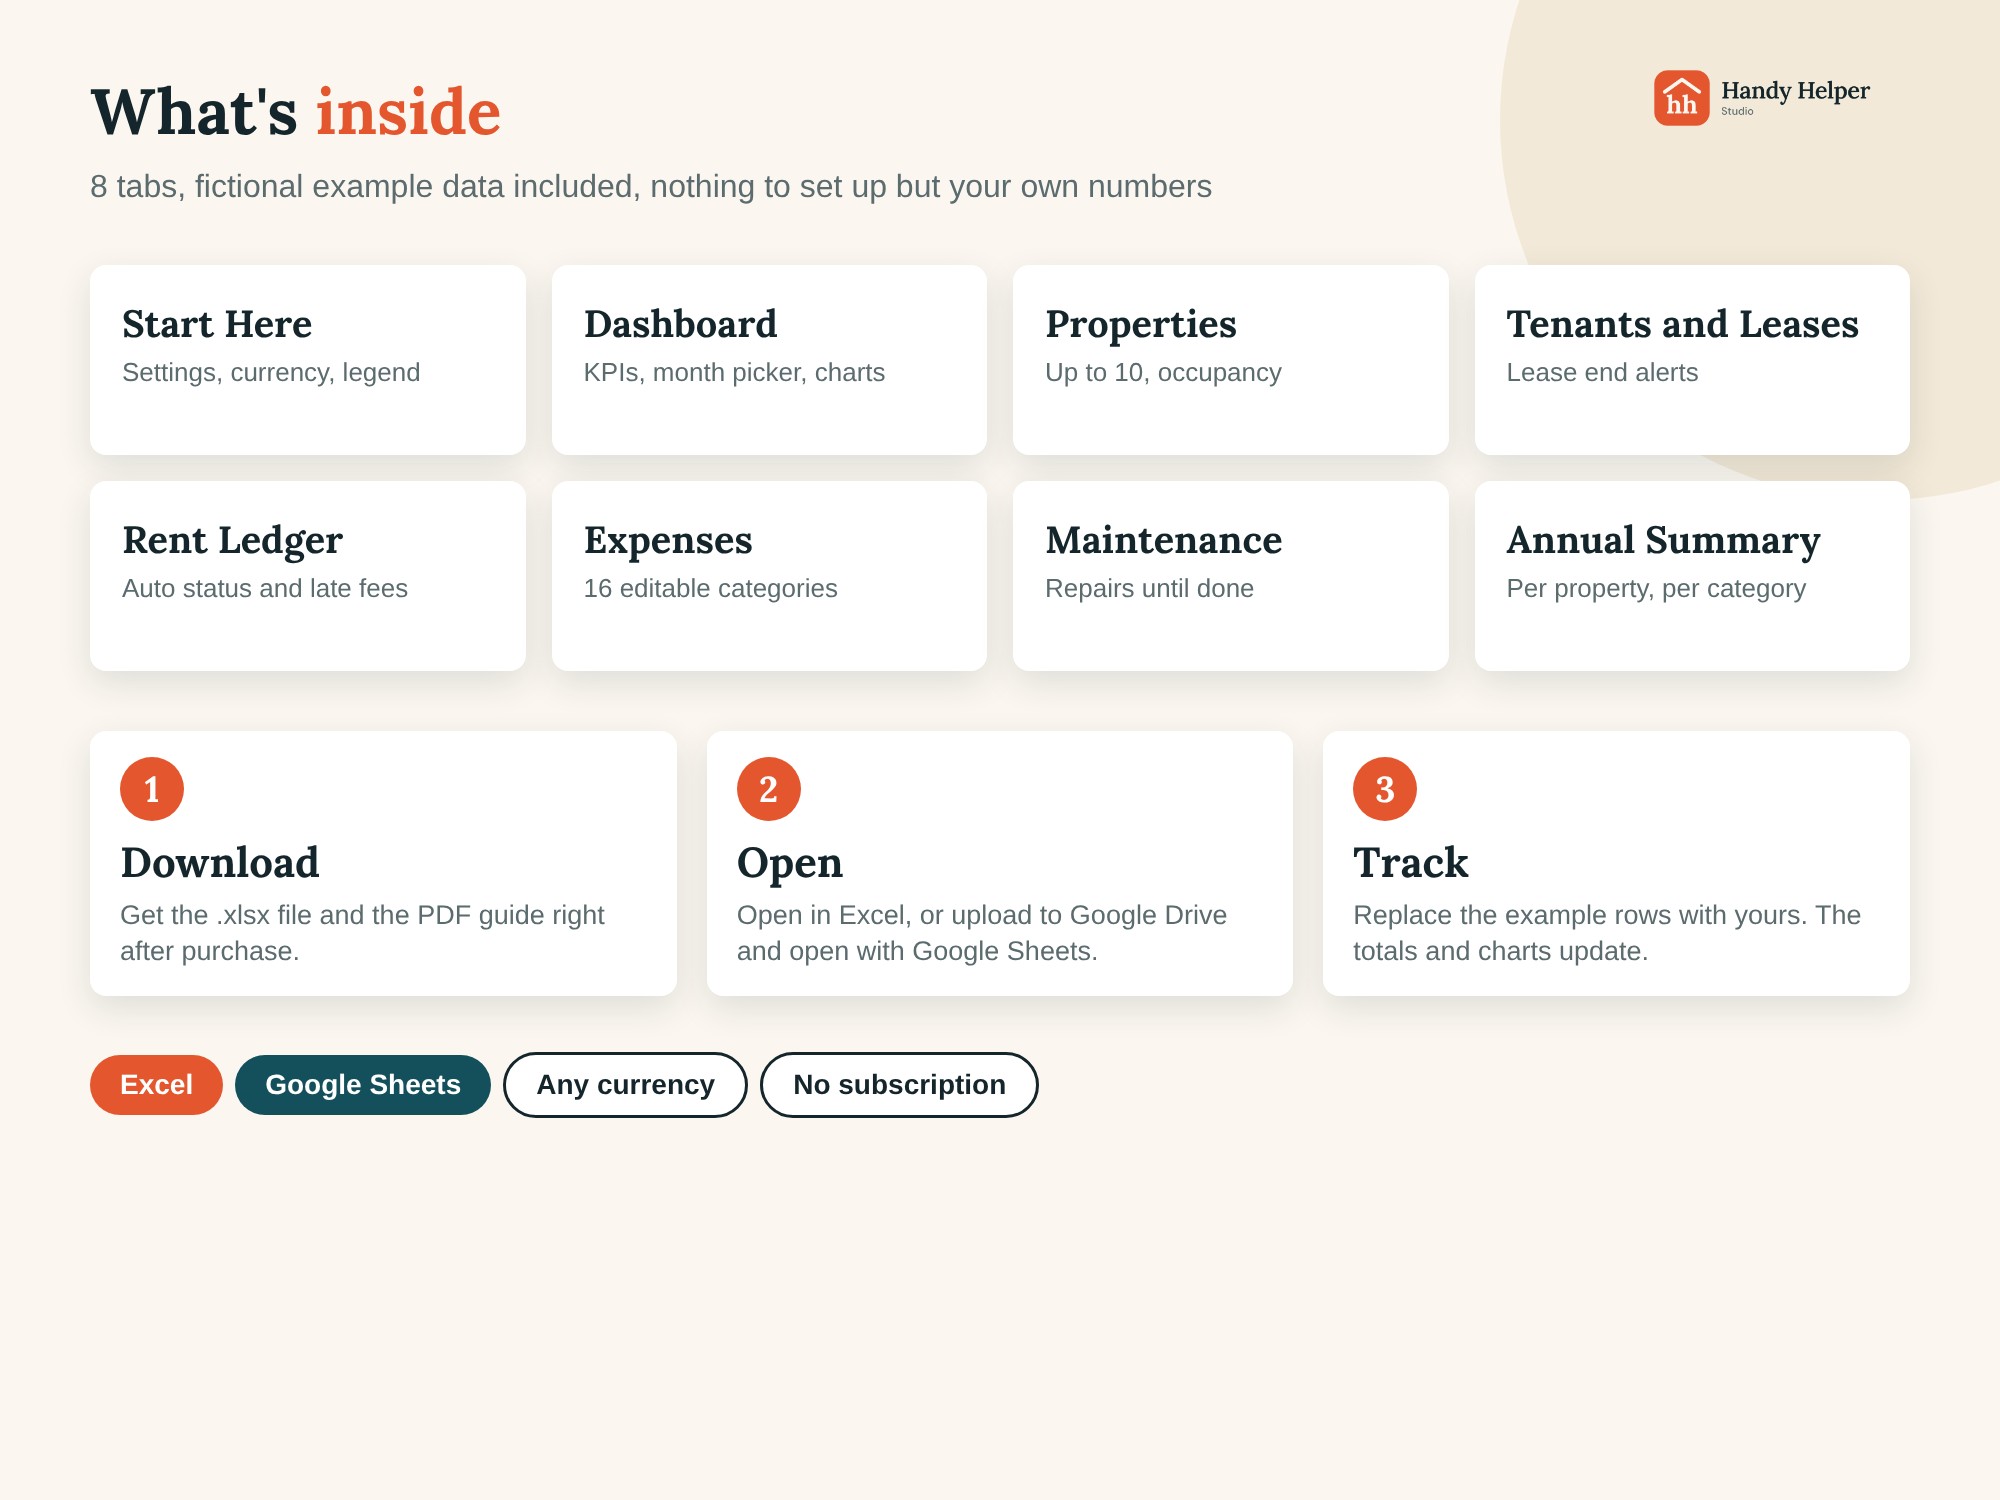 What's inside
hh
Handy Helper
Studio
8 tabs, fictional example data included, nothing to set up but your own numbers
Start Here
Settings, currency, legend
Dashboard
KPIs, month picker, charts
Properties
Up to 10, occupancy
Tenants and Leases
Lease end alerts
Rent Ledger
Auto status and late fees
Expenses
16 editable categories
Maintenance
Repairs until done
Annual Summary
Per property, per category
1
Download
Get the .xlsx file and the PDF guide right
after purchase.
2
Open
Open in Excel, or upload to Google Drive
and open with Google Sheets.
3
Track
Replace the example rows with yours. The
totals and charts update.
Excel
Google Sheets
Any currency
No subscription